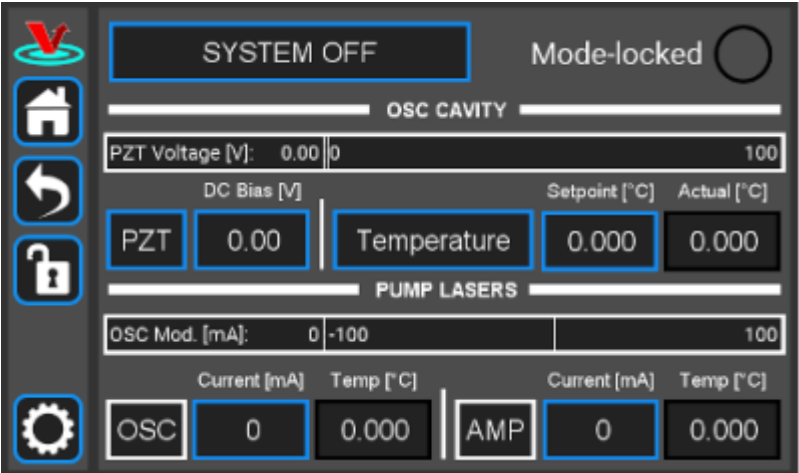 SYSTEM OFF Mode-locked
OSC CAVITY
PZT Voltage [V]: 0.00 0 100
DC Bias [V] Setpoint [°C] Actual [°C]
PZT 0.00 Temperature 0.000 0.000
PUMP LASERS
OSC Mod. [mA]: 0 -100 100
Current [mA] Temp [°C] Current [mA] Temp [°C]
OSC 0 0.000 AMP 0 0.000